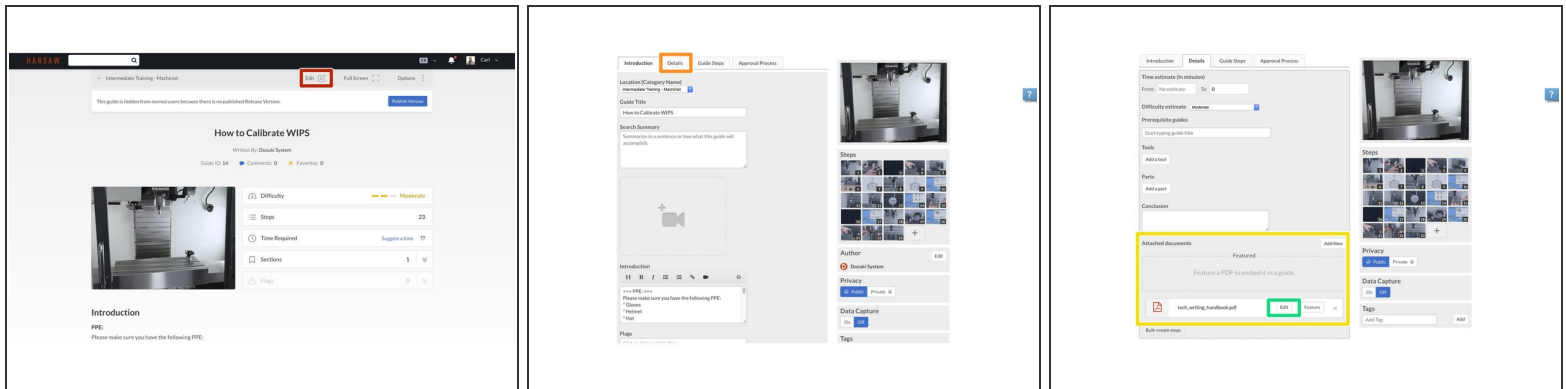 HANSAW
EN
Carl
← Intermediate Training - Machinist
Edit
Full Screen
Options
This guide is hidden from normal users because there is no published Release Version.
Publish Version
How to Calibrate WIPS
Written By: Dozuki System
Guide ID: 14
Comments: 0
Favorites: 0
Difficulty
Moderate
Steps
23
Time Required
Suggest a time ??
Sections
1
Flags
0
Introduction
PPE:
Please make sure you have the following PPE:
Introduction
Details
Guide Steps
Approval Process
Location (Category Name)
Intermediate Training - Machinist
Guide Title
How to Calibrate WIPS
Search Summary
Summarize in a sentence or two what this guide will
accomplish.
Introduction
H B I
=== PPE: ===
Please make sure you have the following PPE:
* Gloves
* Helmet
* Hat
Flags
Steps
+
Author
Edit
Dozuki System
Privacy
Public Private
Data Capture
On Off
Tags
?
Introduction
Details
Guide Steps
Approval Process
Time estimate (in minutes)
From: No estimate To: 0
Difficulty estimate Moderate
Prerequisite guides
Start typing guide title
Tools
Add a tool
Parts
Add a part
Conclusion
Attached documents
Add New
Featured
Feature a PDF to embed it in a guide.
tech_writing_handbook.pdf
Edit
Feature
×
Bulk-create steps
Steps
+
Privacy
Public Private
Data Capture
On Off
Tags
Add Tag
Add
?